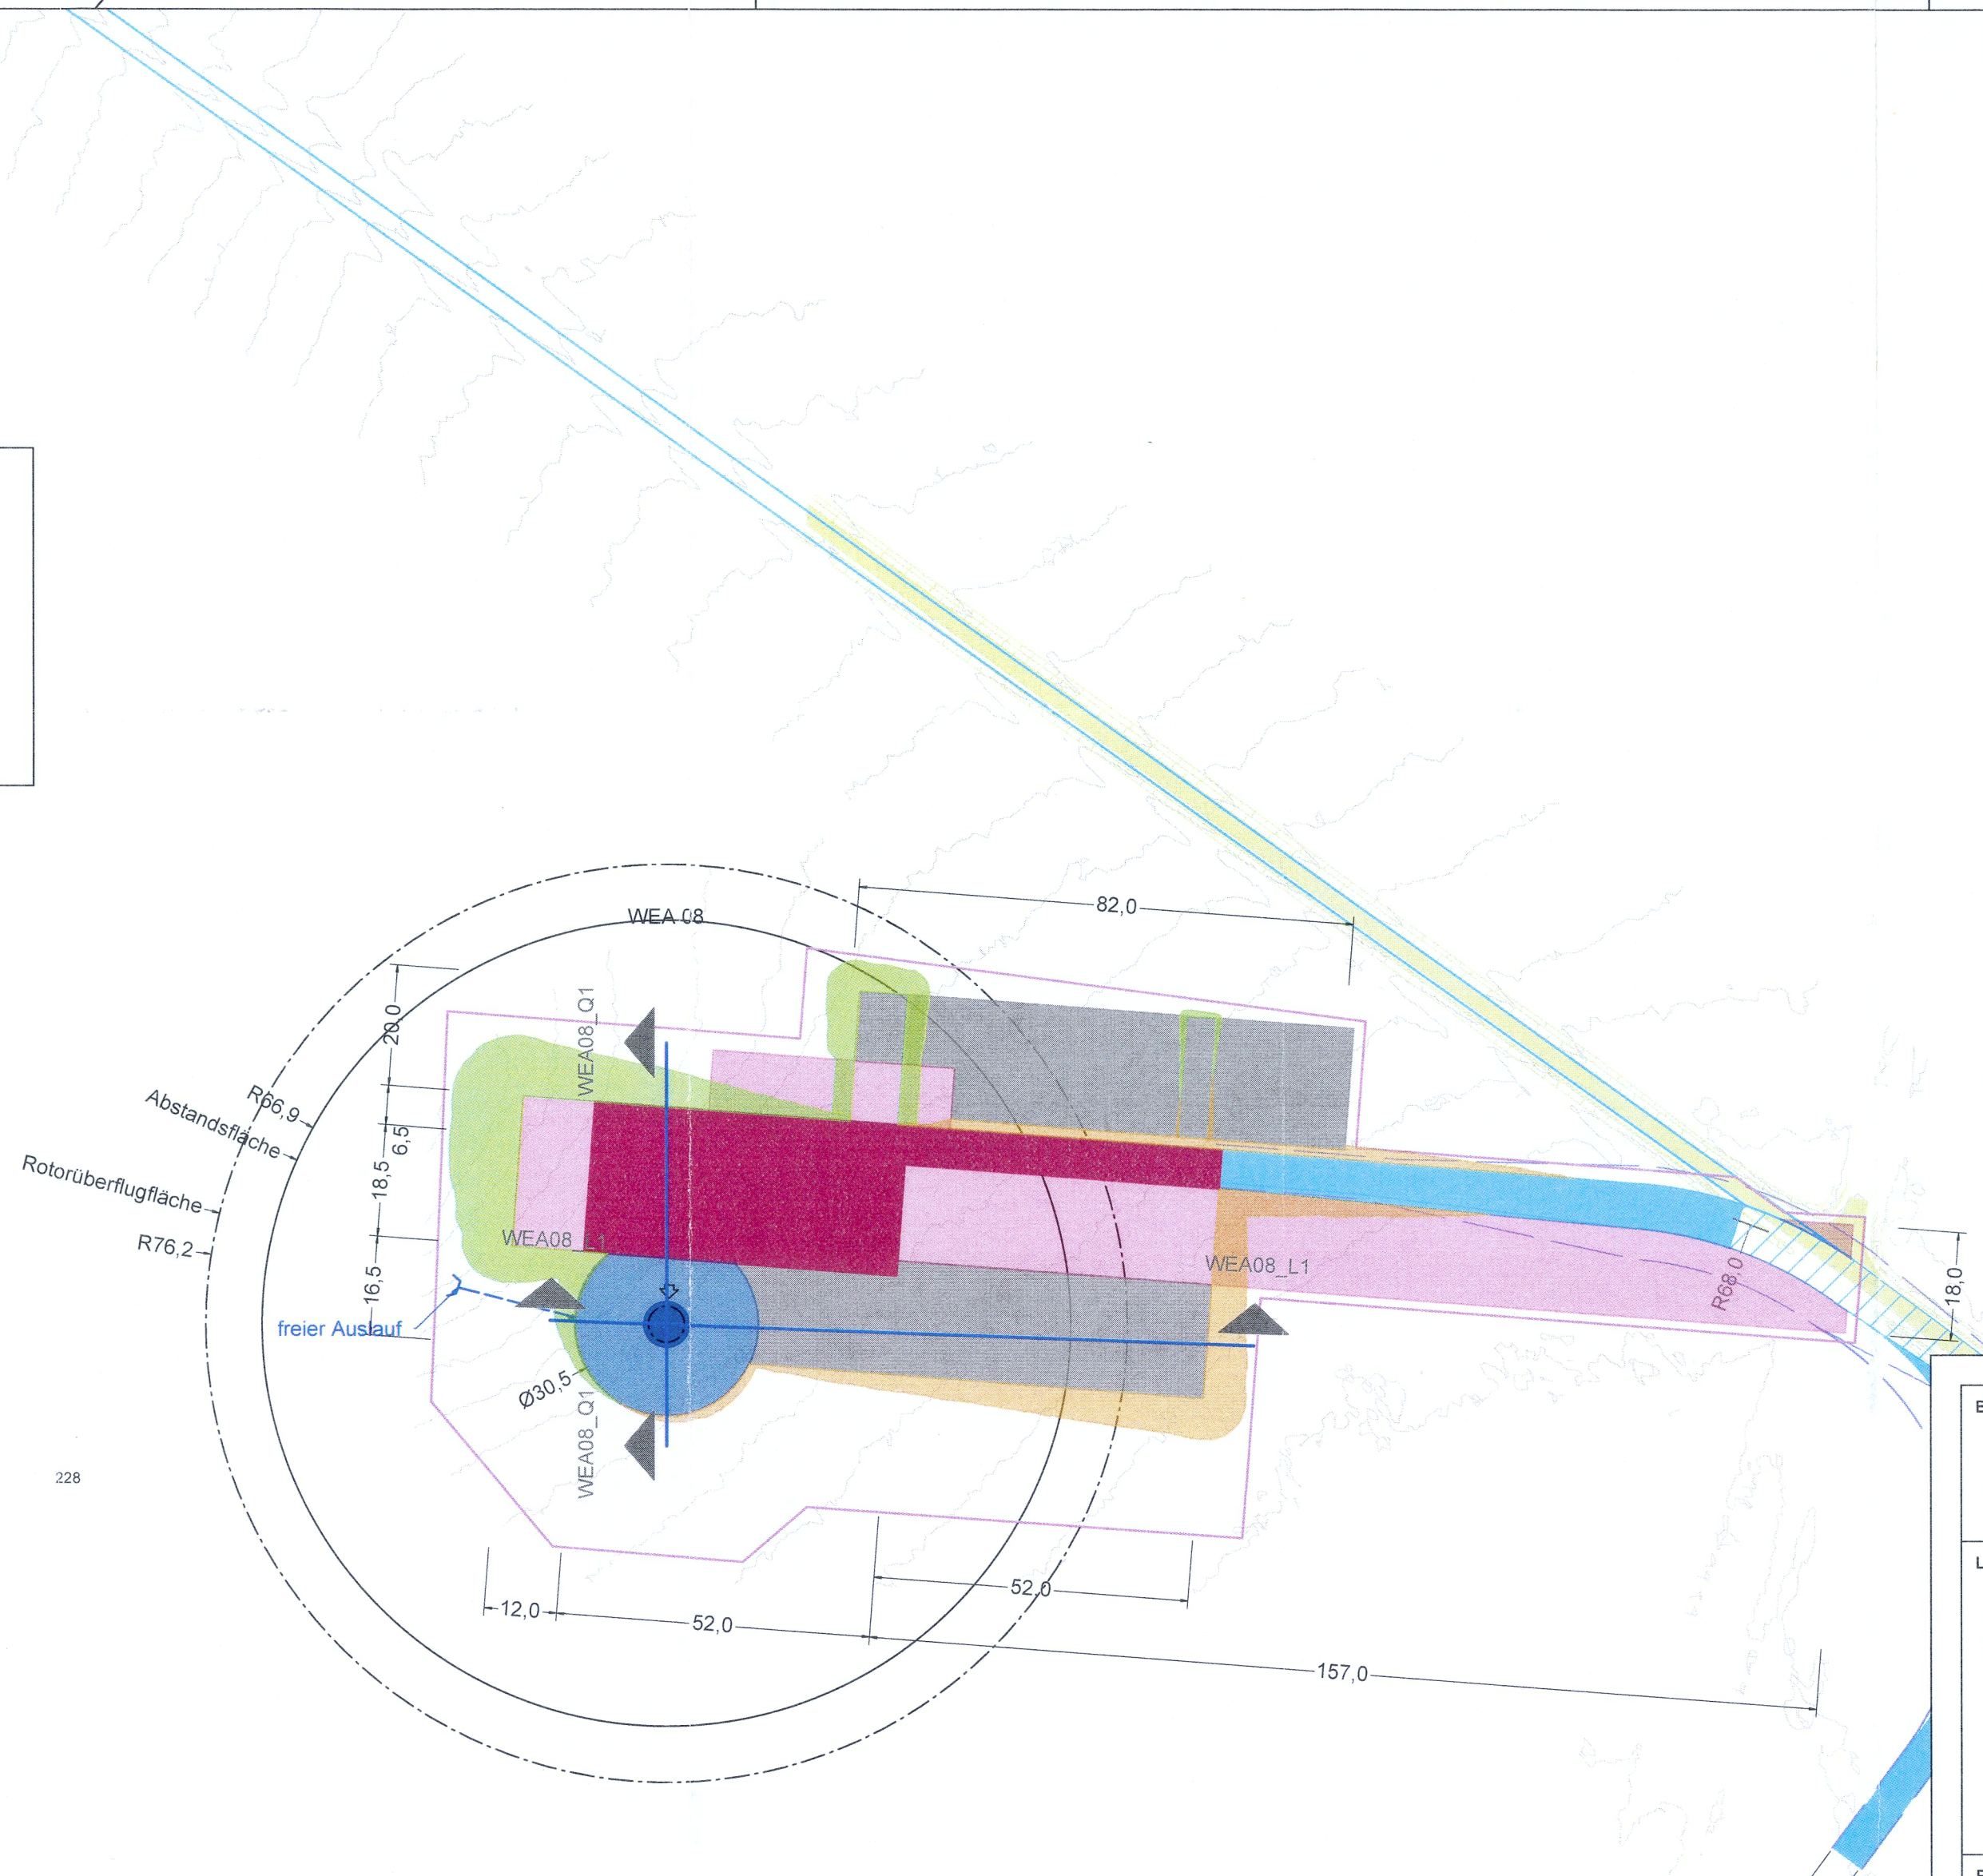 82,0
WEA 08
20,0
WEA08_Q1
R66,9
Abstandsfläche
6,5
18,5
Rotorüberflugfläche
R76,2
WEA08_L1
WEA08_L1
16,5
R68,0
18,0
freier Auslauf
Ø30,5
WEA08_Q1
228
52,0
12,0
52,0
157,0